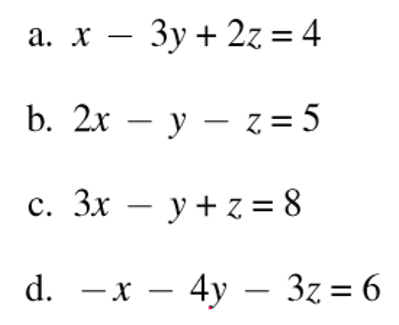 a. x − 3y + 2z = 4
b. 2x − y − z = 5
c. 3x − y + z = 8
d. −x − 4y − 3z = 6